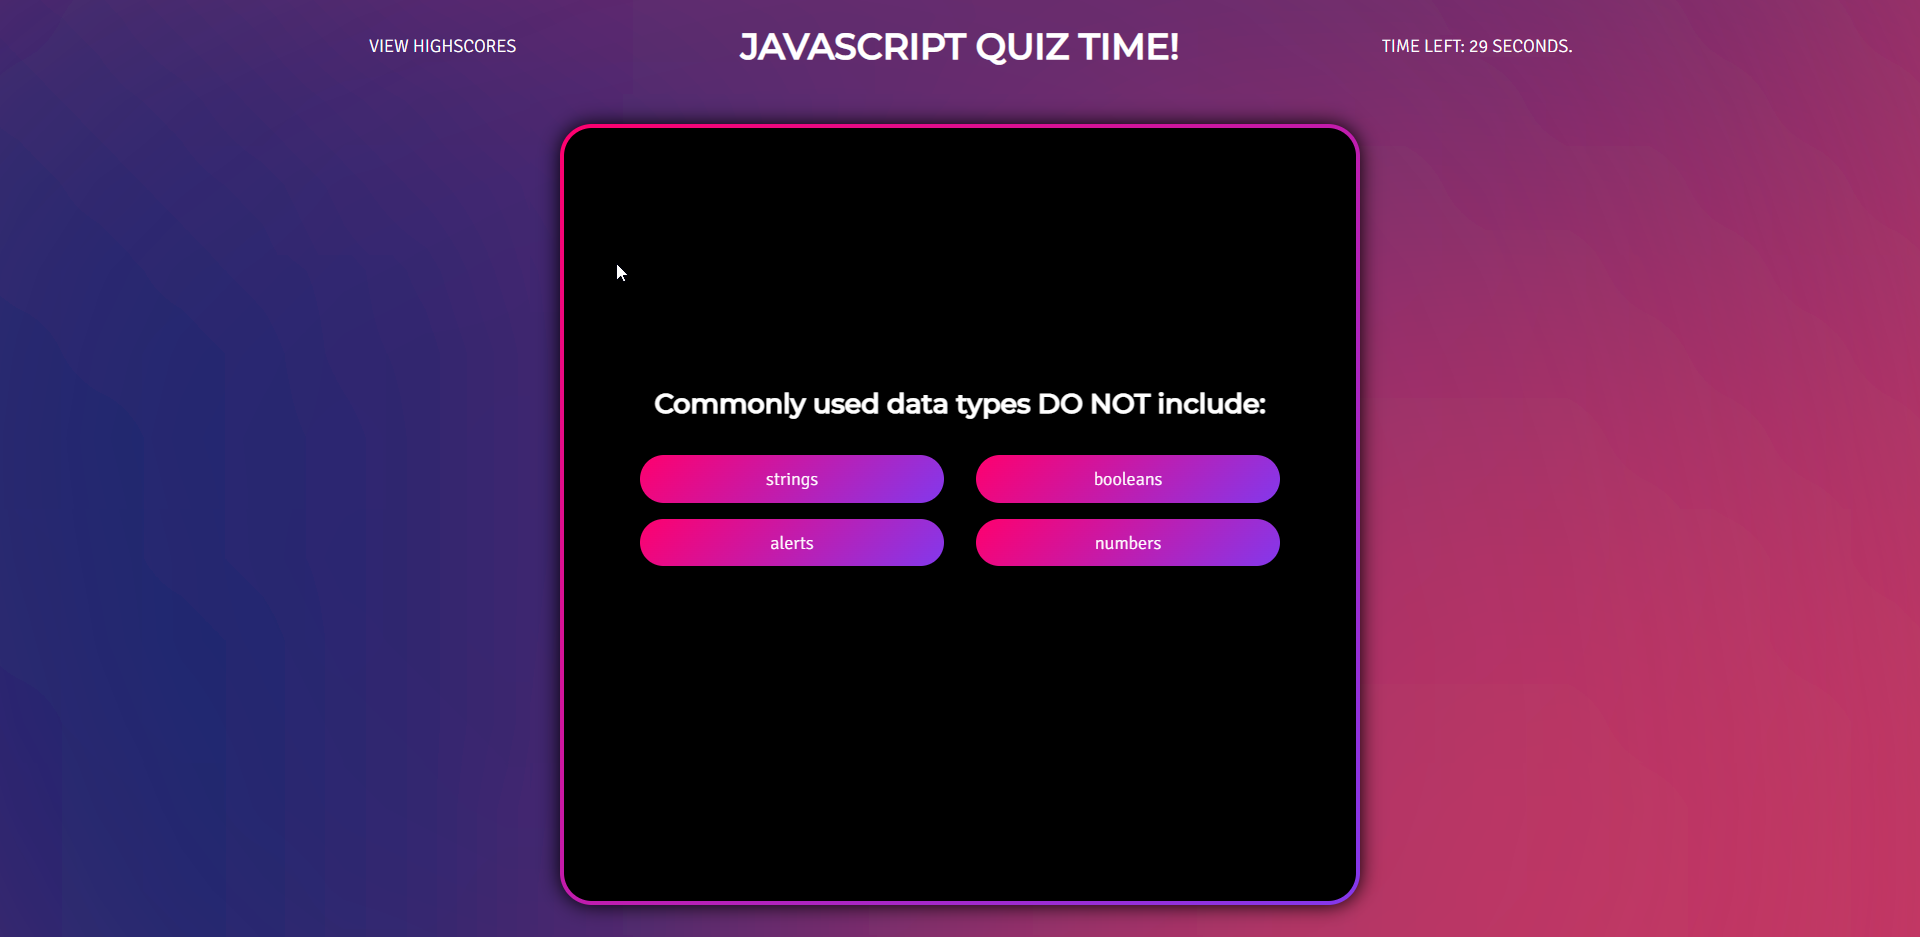 VIEW HIGHSCORES
JAVASCRIPT QUIZ TIME!
TIME LEFT: 29 SECONDS.
Commonly used data types DO NOT include:
strings
booleans
alerts
numbers